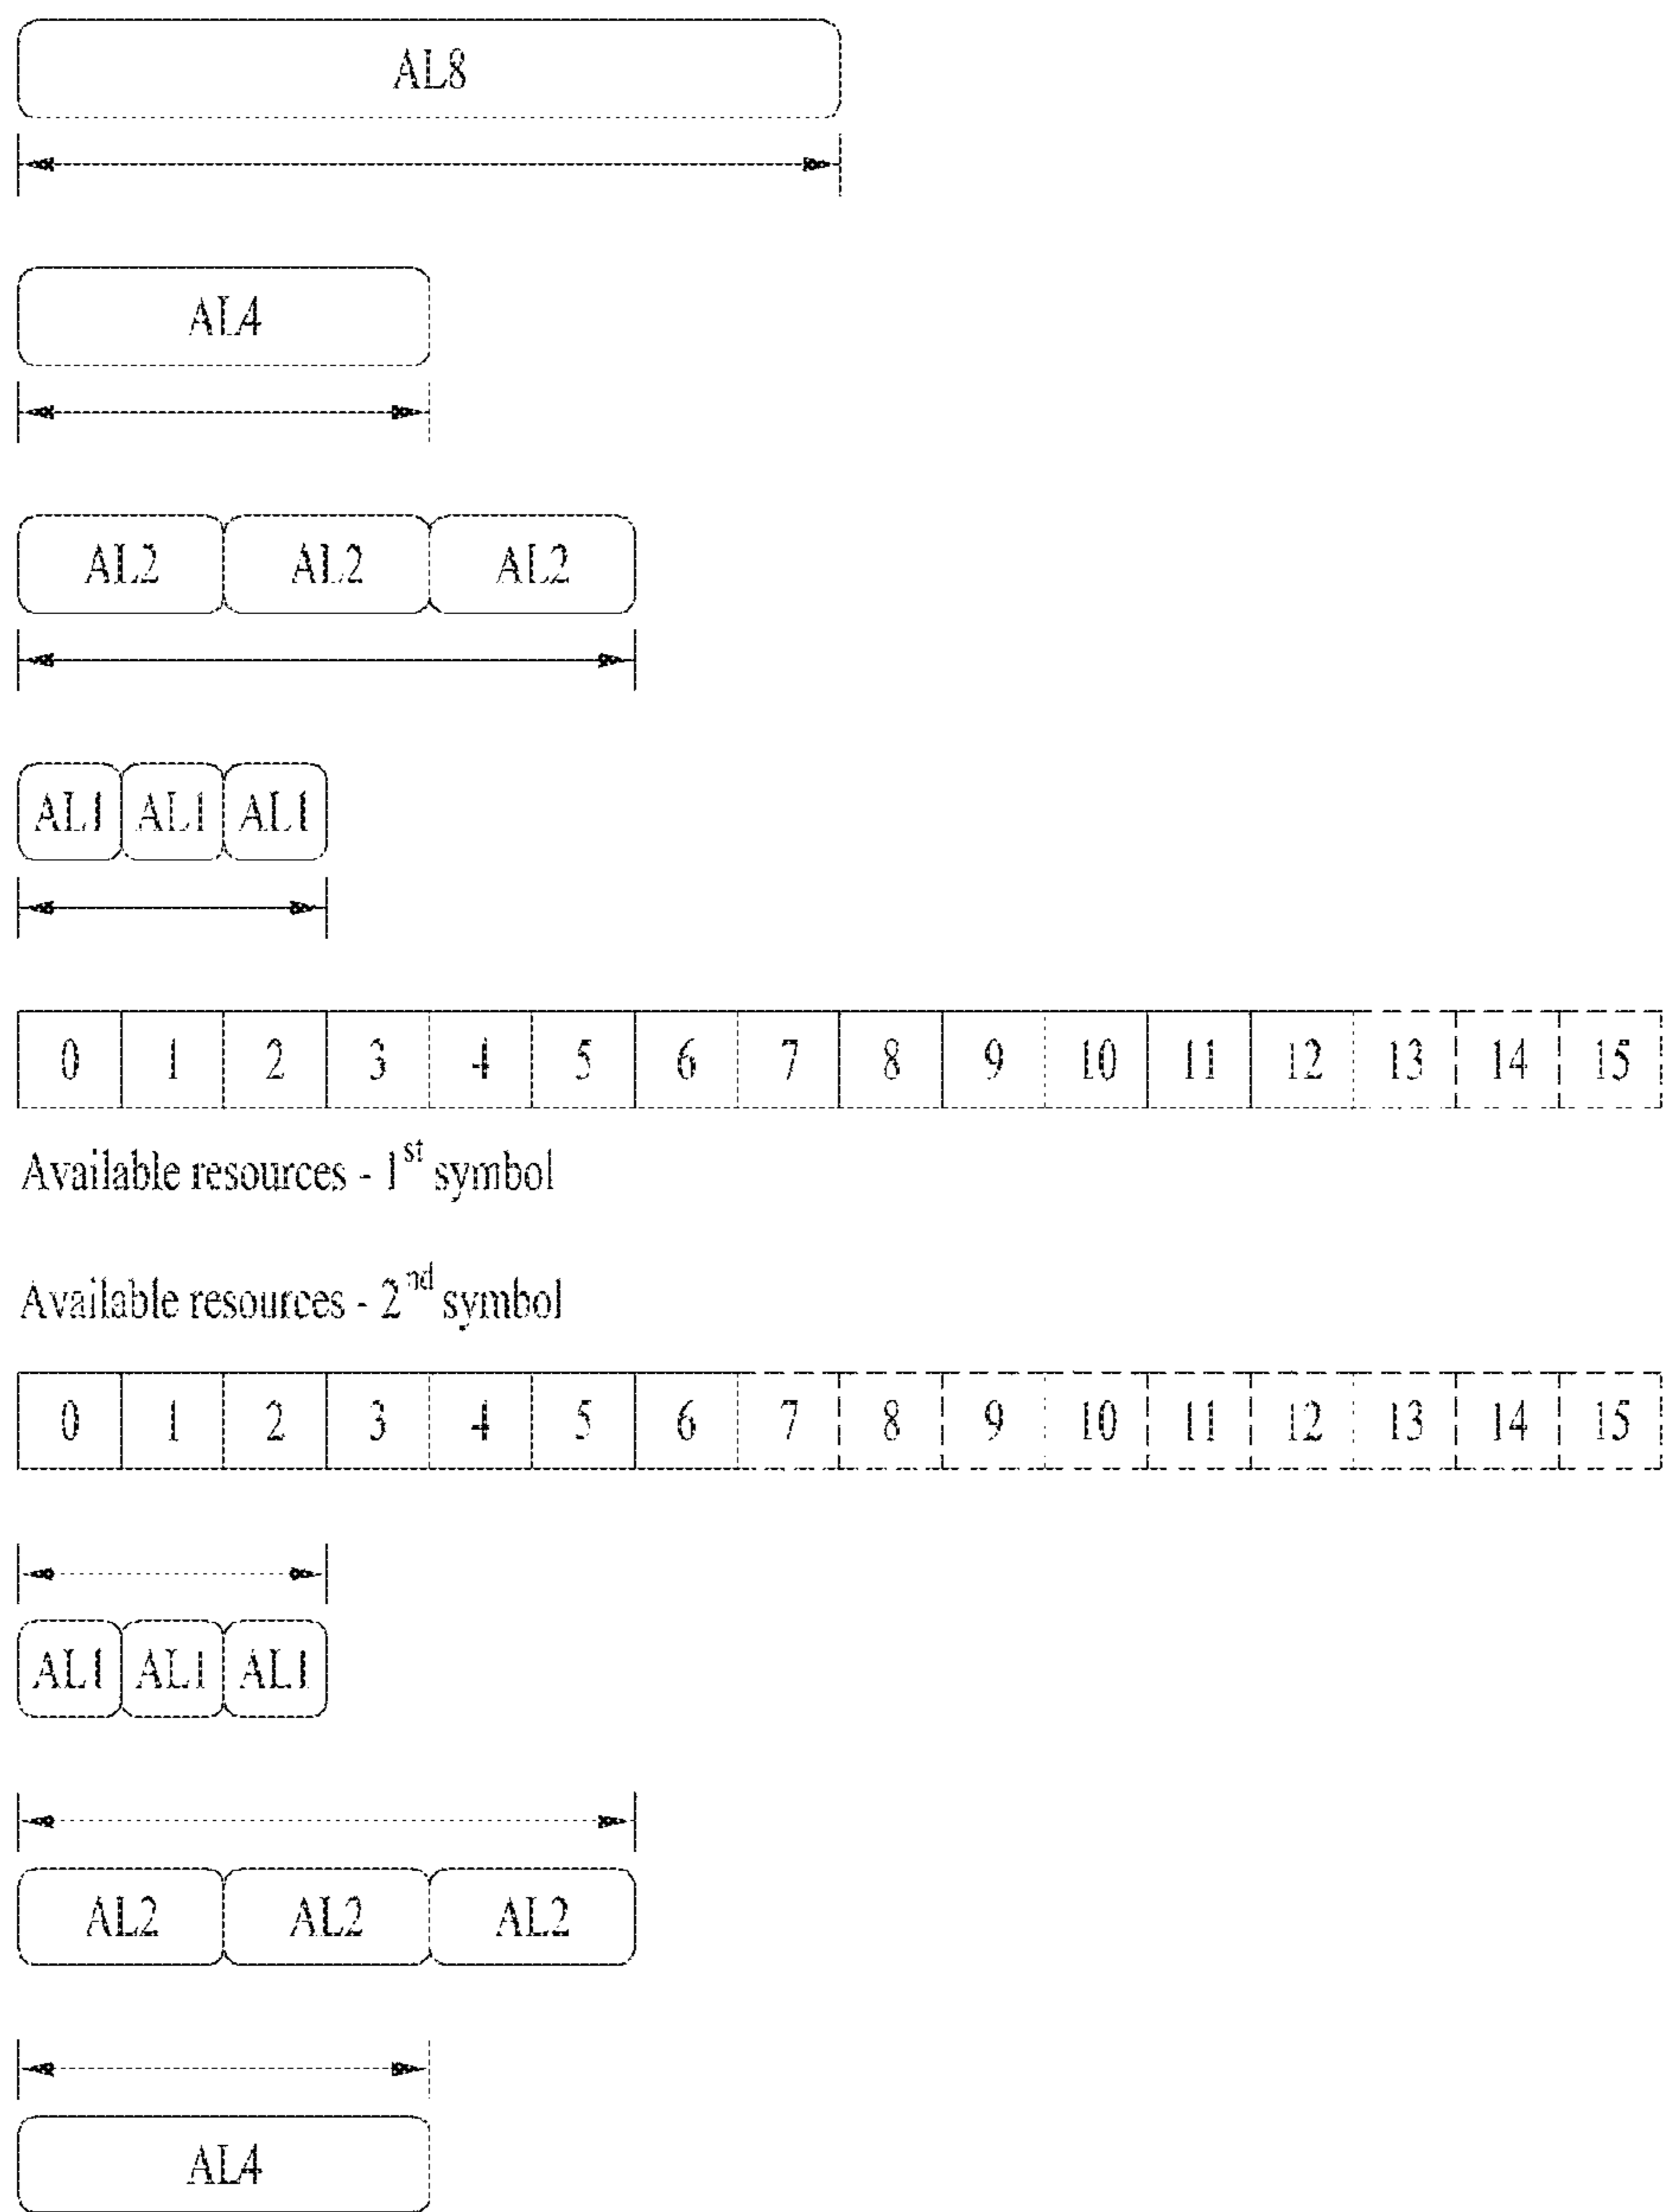 AL8
AL4
AL2 AL2 AL2
AL1 AL1 AL1
0 1 2 3 4 5 6 7 8 9 10 11 12 13 14 15
Available resources - 1st symbol
Available resources - 2nd symbol
0 1 2 3 4 5 6 7 8 9 10 11 12 13 14 15
AL1 AL1 AL1
AL2 AL2 AL2
AL4